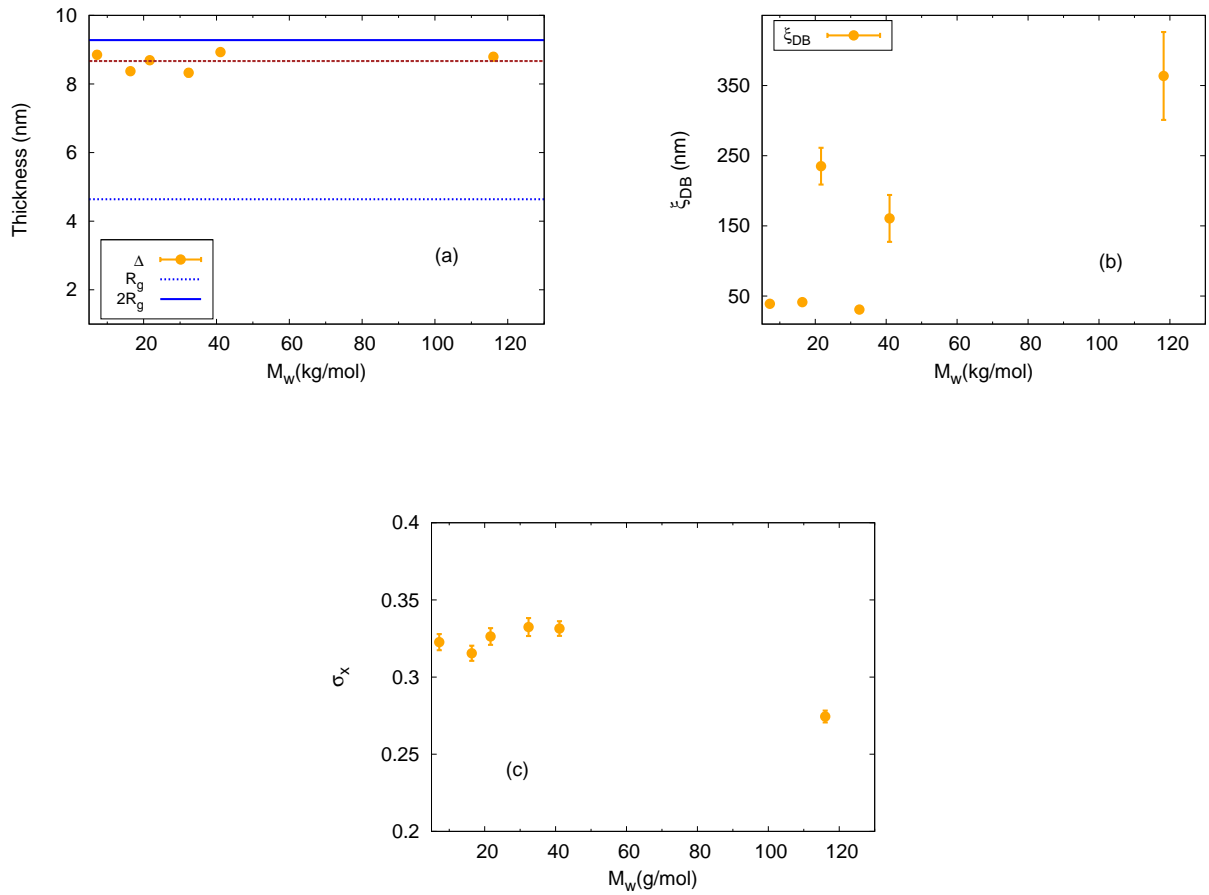 10
8
6
4
2
Thickness (nm)
Δ
R_g
2R_g
(a)
20 40 60 80 100 120
M_w(kg/mol)
ξ_DB
350
250
150
50
ξ_DB (nm)
(b)
20 40 60 80 100 120
M_w(kg/mol)
0.4
0.35
0.3
0.25
0.2
σ_x
(c)
20 40 60 80 100 120
M_w(g/mol)